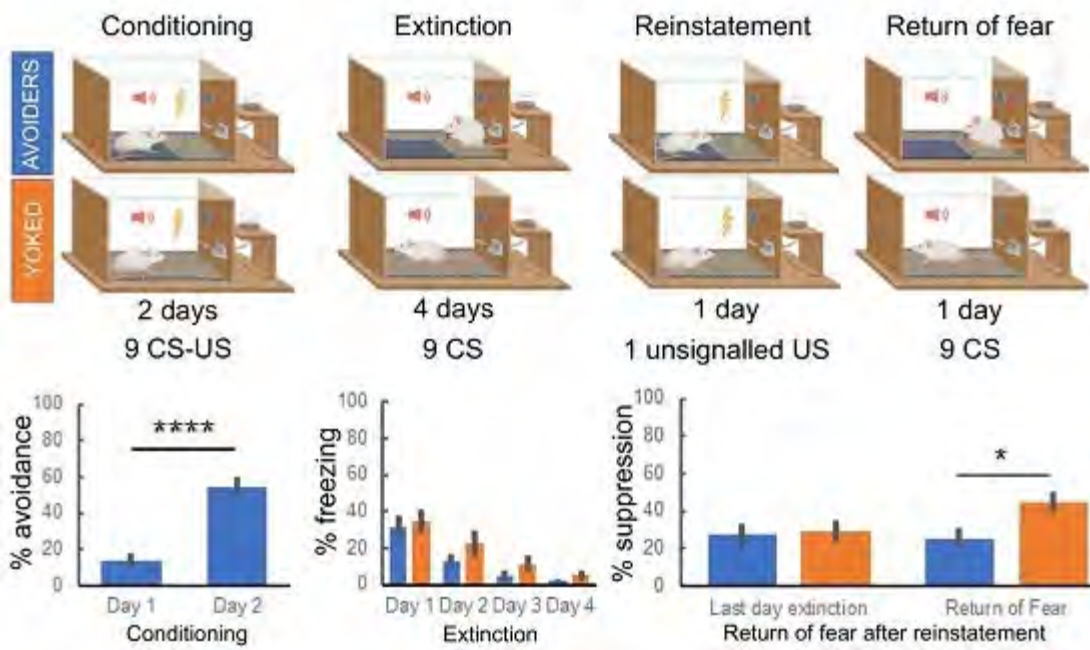 Conditioning Extinction Reinstatement Return of fear
AVOIDERS
YOKED
2 days 4 days 1 day 1 day
9 CS-US 9 CS 1 unsignalled US 9 CS
% avoidance
100
80
60
40
20
0
****
Day 1 Day 2
Conditioning
% freezing
100
80
60
40
20
0
Day 1 Day 2 Day 3 Day 4
Extinction
% suppression
100
80
60
40
20
0
*
Last day extinction Return of Fear
Return of fear after reinstatement